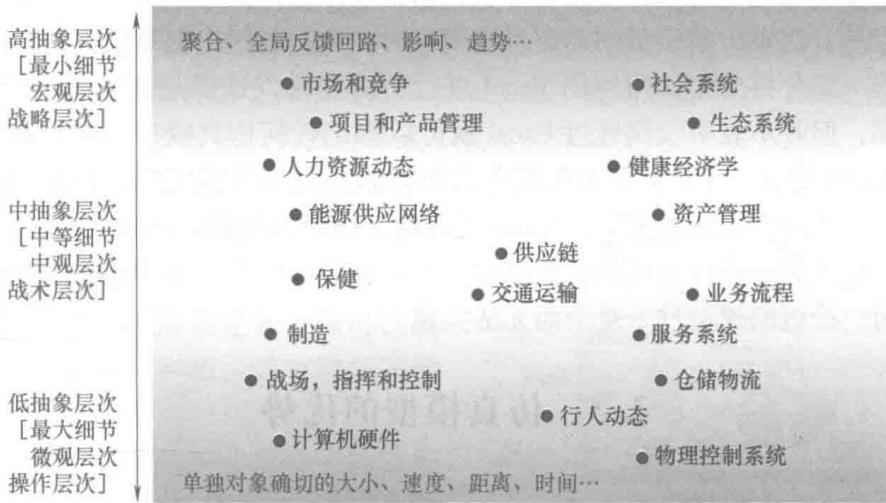 高抽象层次
[最小细节
宏观层次
战略层次]
聚合、全局反馈回路、影响、趋势…
●市场和竞争
●社会系统
●项目和产品管理
●生态系统
●人力资源动态
●健康经济学
中抽象层次
[中等细节
中观层次
战术层次]
●能源供应网络
●资产管理
●供应链
●保健
●交通运输
●业务流程
●制造
●服务系统
●战场，指挥和控制
●仓储物流
低抽象层次
[最大细节
微观层次
操作层次]
●行人动态
●计算机硬件
●物理控制系统
单独对象确切的大小、速度、距离、时间…